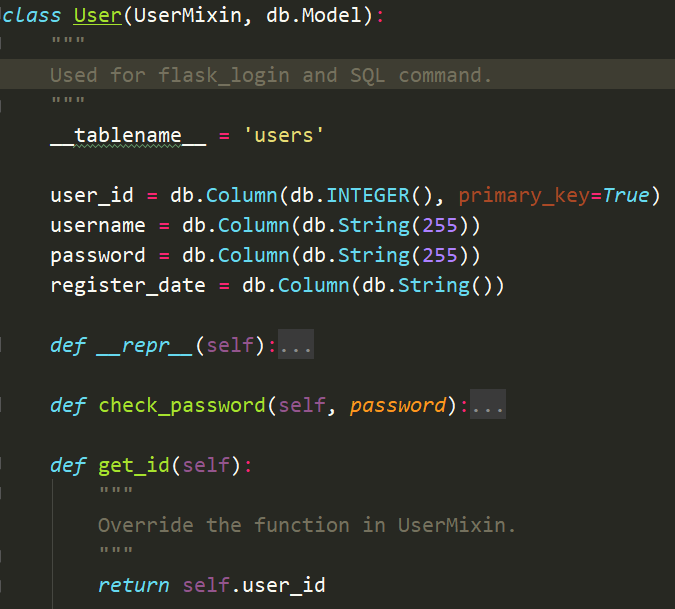 class User(UserMixin, db.Model):
"""
Used for flask_login and SQL command.
"""
__tablename__ = 'users'
user_id = db.Column(db.INTEGER(), primary_key=True)
username = db.Column(db.String(255))
password = db.Column(db.String(255))
register_date = db.Column(db.String())
def __repr__(self):...
def check_password(self, password):...
def get_id(self):
"""
Override the function in UserMixin.
"""
return self.user_id